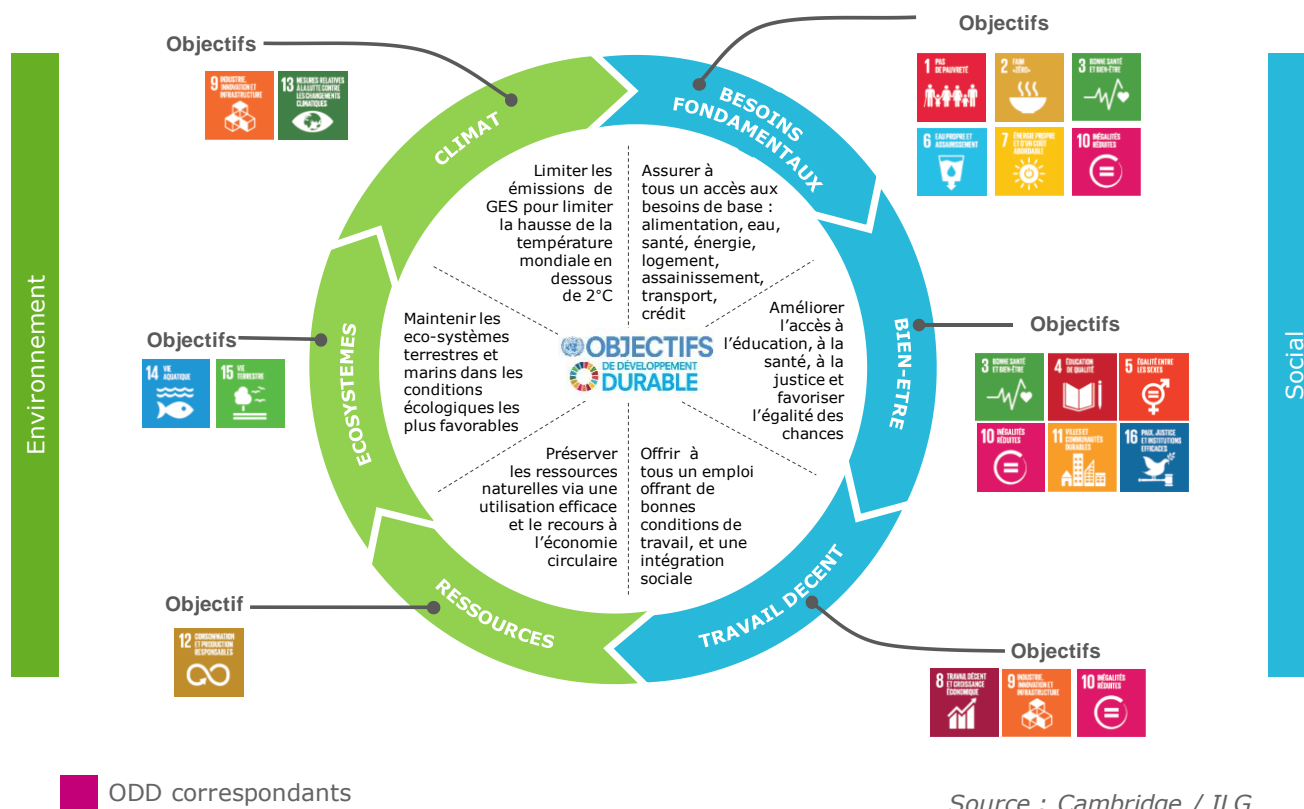 Objectifs
9 INDUSTRIE,
INNOVATION ET
INFRASTRUCTURE
13 MESURES RELATIVES
À LA LUTTE CONTRE
LES CHANGEMENTS
CLIMATIQUES
Objectifs
1 PAS
DE PAUVRETÉ
2 FAIM
«ZÉRO»
3 BONNE SANTÉ
ET BIEN-ÊTRE
6 EAU PROPRE ET
ASSAINISSEMENT
7 ÉNERGIE PROPRE
ET D'UN COÛT
ABORDABLE
10 INÉGALITÉS
RÉDUITES
Environnement
Social
CLIMAT
BESOINS
FONDAMENTAUX
Limiter les
émissions de
GES pour limiter
la hausse de la
température
mondiale en
dessous
de 2°C
Assurer à
tous un accès aux
besoins de base :
alimentation, eau,
santé, énergie,
logement,
assainissement,
transport,
crédit
Objectifs
14 VIE
AQUATIQUE
15 VIE
TERRESTRE
ECOSYSTEMES
Maintenir les
eco-systèmes
terrestres et
marins dans les
conditions
écologiques les
plus favorables
OBJECTIFS
DE DÉVELOPPEMENT
DURABLE
Améliorer
l’accès à
l’éducation, à la
santé, à la
justice et
favoriser
l’égalité des
chances
BIEN-ETRE
Objectifs
3 BONNE SANTÉ
ET BIEN-ÊTRE
4 ÉDUCATION
DE QUALITÉ
5 ÉGALITÉ ENTRE
LES SEXES
10 INÉGALITÉS
RÉDUITES
11 VILLES ET
COMMUNAUTÉS
DURABLES
16 PAIX, JUSTICE
ET INSTITUTIONS
EFFICACES
Préserver
les ressources
naturelles via une
utilisation efficace
et le recours à
l’économie
circulaire
Offrir à
tous un emploi
offrant de
bonnes
conditions de
travail, et une
intégration
sociale
RESSOURCES
TRAVAIL DECENT
Objectif
12 CONSOMMATION
ET PRODUCTION
RESPONSABLES
Objectifs
8 TRAVAIL DÉCENT
ET CROISSANCE
ÉCONOMIQUE
9 INDUSTRIE,
INNOVATION ET
INFRASTRUCTURE
10 INÉGALITÉS
RÉDUITES
ODD correspondants
Source : Cambridge / ILG